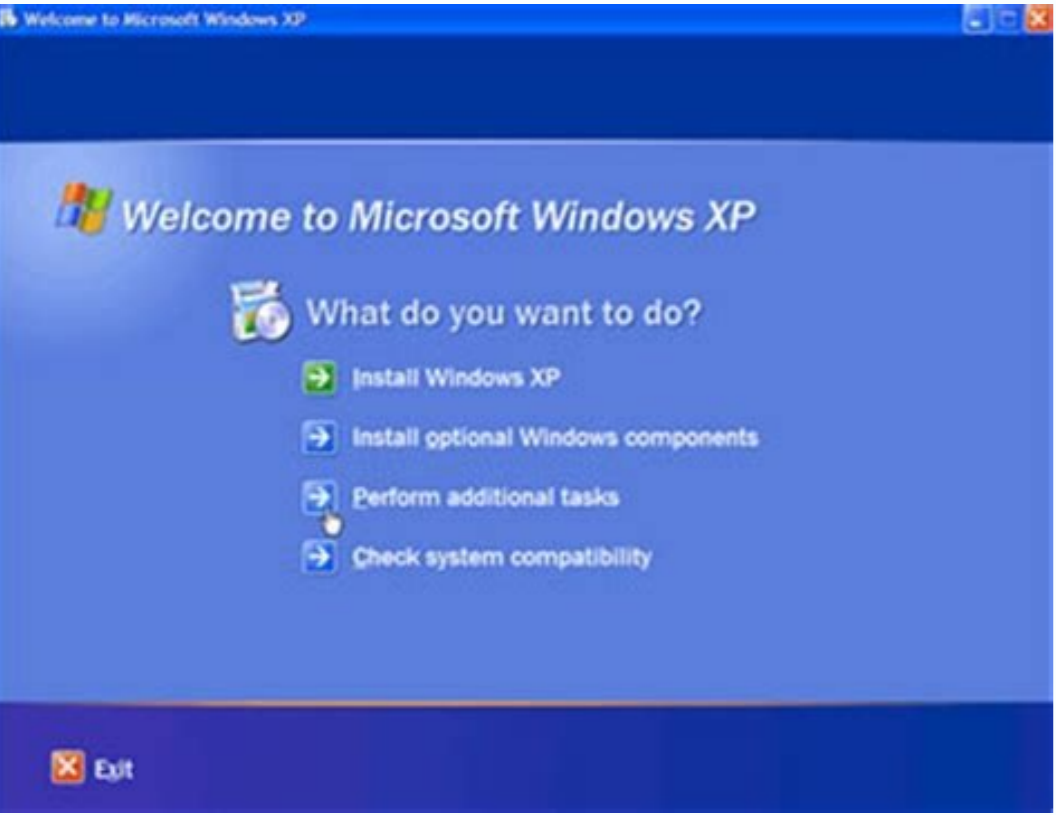 Welcome to Microsoft Windows XP
Welcome to Microsoft Windows XP
What do you want to do?
Install Windows XP
Install optional Windows components
Perform additional tasks
Check system compatibility
Exit